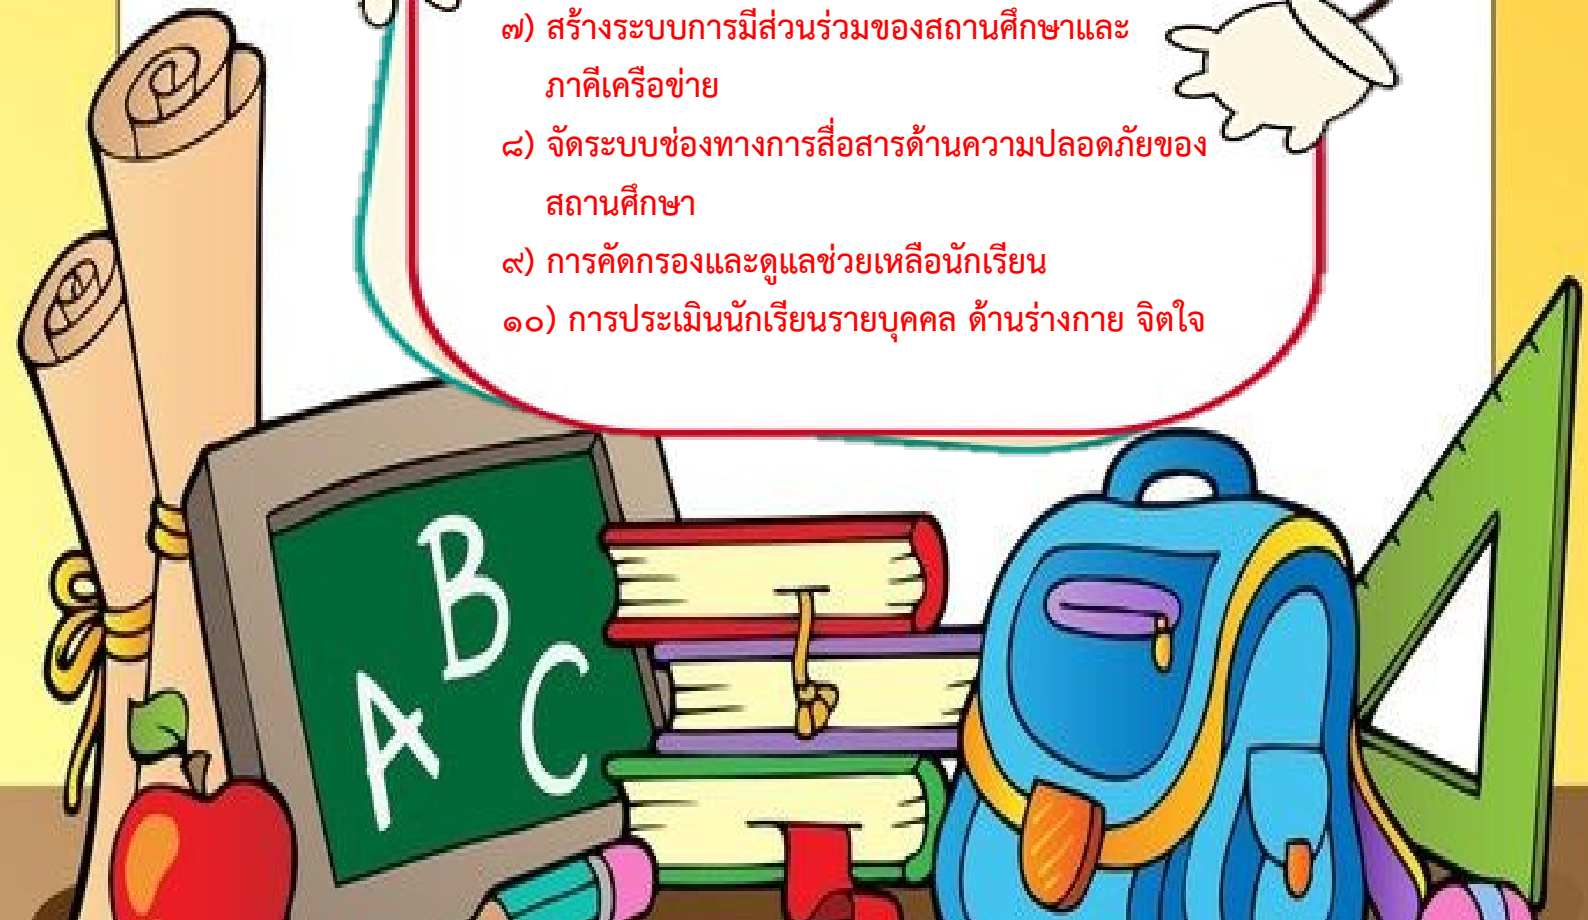 ๗) สร้างระบบการมีส่วนร่วมของสถานศึกษาและ
ภาคีเครือข่าย
๘) จัดระบบช่องทางการสื่อสารด้านความปลอดภัยของ
สถานศึกษา
๙) การคัดกรองและดูแลช่วยเหลือนักเรียน
๑๐) การประเมินนักเรียนรายบุคคล ด้านร่างกาย จิตใจ
B
A
C